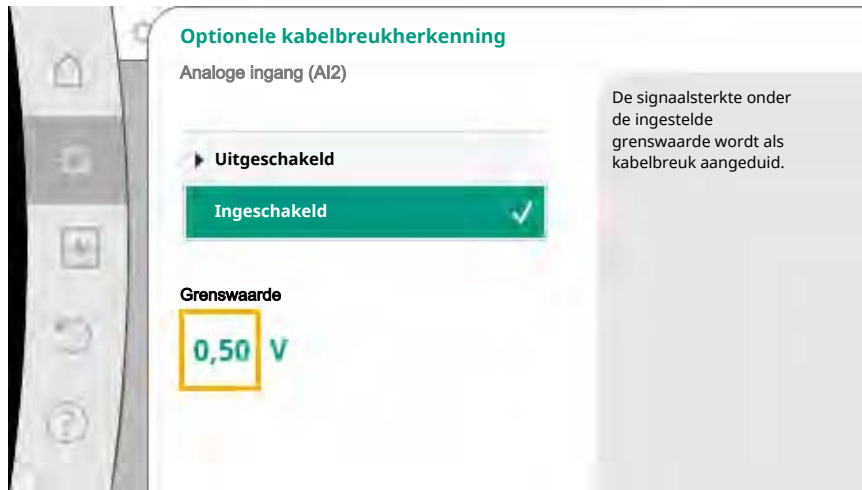 Optionele kabelbreukherkenning
Analoge ingang (AI2)
Uitgeschakeld
Ingeschakeld
Grenswaarde
0,50 V
De signaalsterkte onder
de ingestelde
grenswaarde wordt als
kabelbreuk aangeduid.